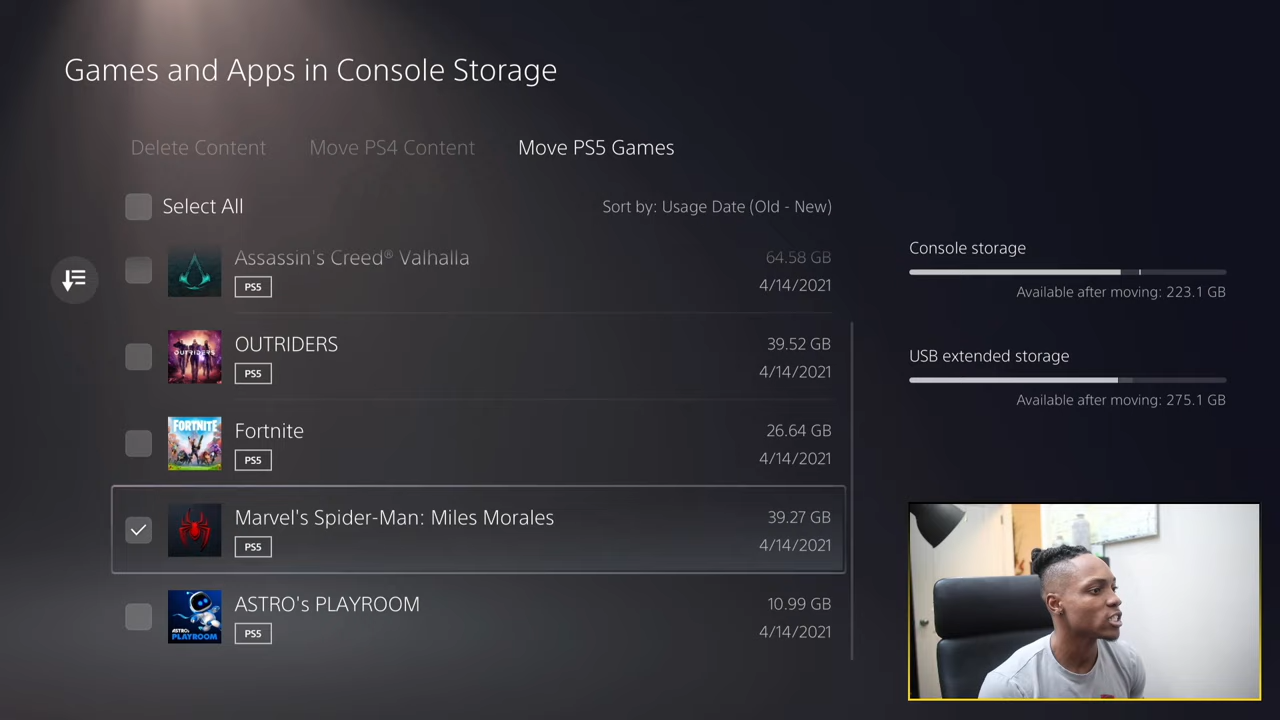 Games and Apps in Console Storage
Delete Content Move PS4 Content Move PS5 Games
Select All Sort by: Usage Date (Old - New)
Assassin's Creed® Valhalla 64.58 GB
PS5 4/14/2021
OUTRIDERS 39.52 GB
OUTRIDERS
PS5 4/14/2021
FORTNITE
Fortnite 26.64 GB
PS5 4/14/2021
Marvel's Spider-Man: Miles Morales 39.27 GB
PS5 4/14/2021
ASTRO's PLAYROOM 10.99 GB
ASTRO's
PLAYROOM
PS5 4/14/2021
Console storage
Available after moving: 223.1 GB
USB extended storage
Available after moving: 275.1 GB